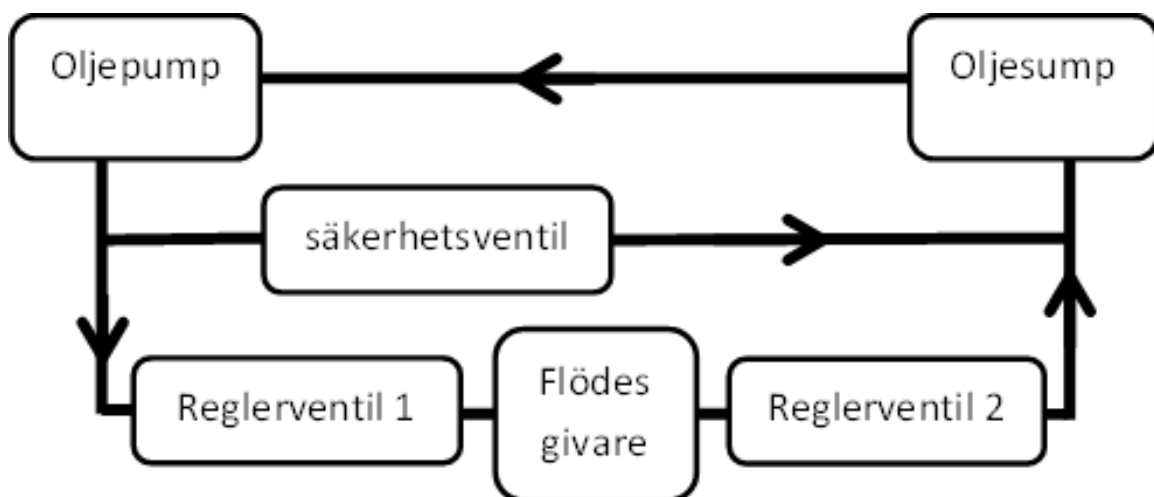 Oljepump
Oljesump
säkerhetsventil
Reglerventil 1
Flödes
givare
Reglerventil 2